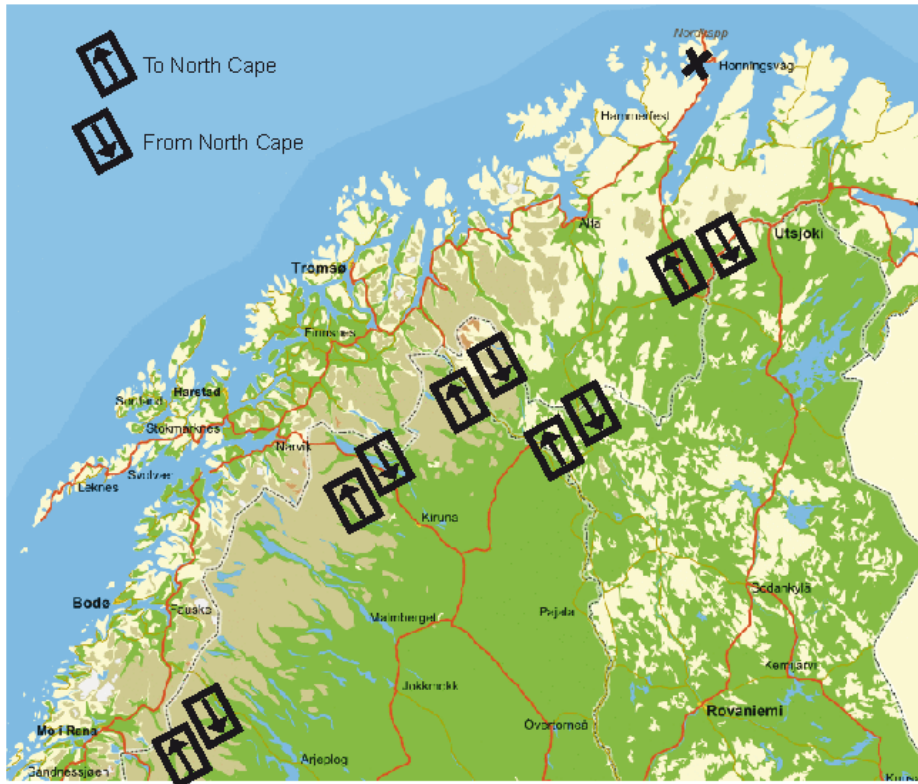 Nordkapp
To North Cape
Honningsvåg
Hammerfest
From North Cape
Alta
Utsjoki
Tromsø
Finnsnes
Harstad
Sortland
Stokmarknes
Narvik
Svolvær
Leknes
Kiruna
Bodø
Fauske
Malmberget
Pajala
Sodankylä
Kemijärvi
Jokkmokk
Rovaniemi
Mo i Rana
Övertorneå
Arjeplog
Sandnessjøen